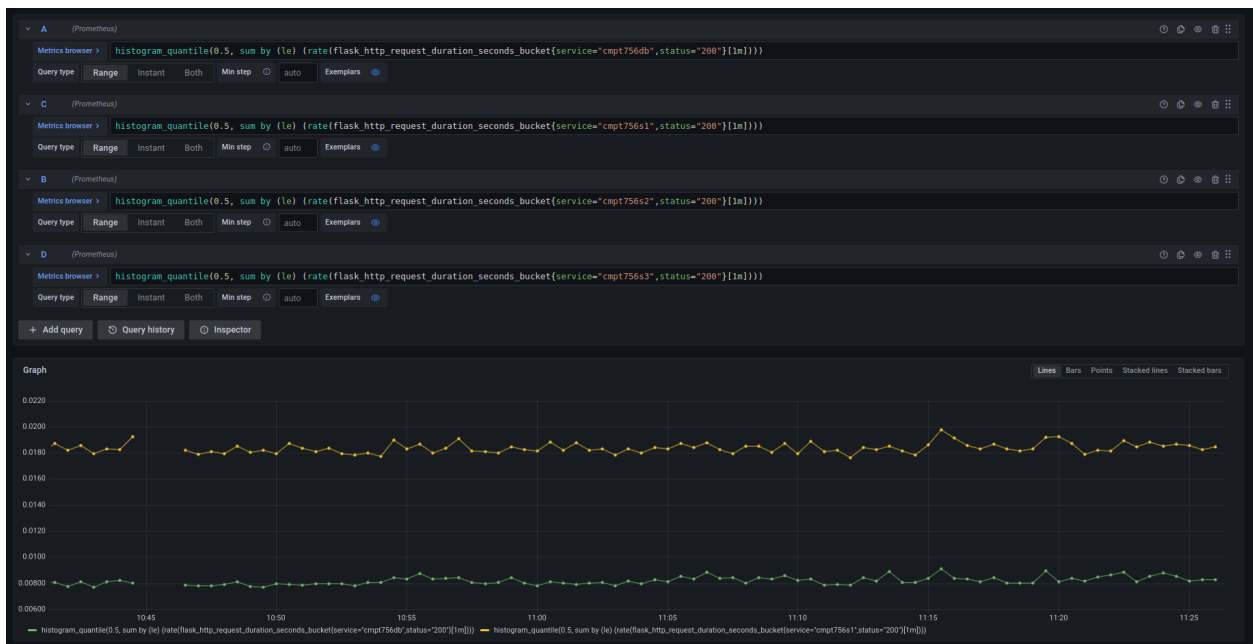 A (Prometheus)
Metrics browser > histogram_quantile(0.5, sum by (le) (rate(flask_http_request_duration_seconds_bucket{service="cmpt756db",status="200"}[1m])))
Query type Range Instant Both Min step auto Exemplars
C (Prometheus)
Metrics browser > histogram_quantile(0.5, sum by (le) (rate(flask_http_request_duration_seconds_bucket{service="cmpt756s1",status="200"}[1m])))
Query type Range Instant Both Min step auto Exemplars
B (Prometheus)
Metrics browser > histogram_quantile(0.5, sum by (le) (rate(flask_http_request_duration_seconds_bucket{service="cmpt756s2",status="200"}[1m])))
Query type Range Instant Both Min step auto Exemplars
D (Prometheus)
Metrics browser > histogram_quantile(0.5, sum by (le) (rate(flask_http_request_duration_seconds_bucket{service="cmpt756s3",status="200"}[1m])))
Query type Range Instant Both Min step auto Exemplars
+ Add query Query history Inspector
Graph Lines Bars Points Stacked lines Stacked bars
0.0220
0.0200
0.0180
0.0160
0.0140
0.0120
0.0100
0.00800
0.00600
10:45 10:50 10:55 11:00 11:05 11:10 11:15 11:20 11:25
histogram_quantile(0.5, sum by (le) (rate(flask_http_request_duration_seconds_bucket{service="cmpt756db",status="200"}[1m]))) histogram_quantile(0.5, sum by (le) (rate(flask_http_request_duration_seconds_bucket{service="cmpt756s1",status="200"}[1m])))